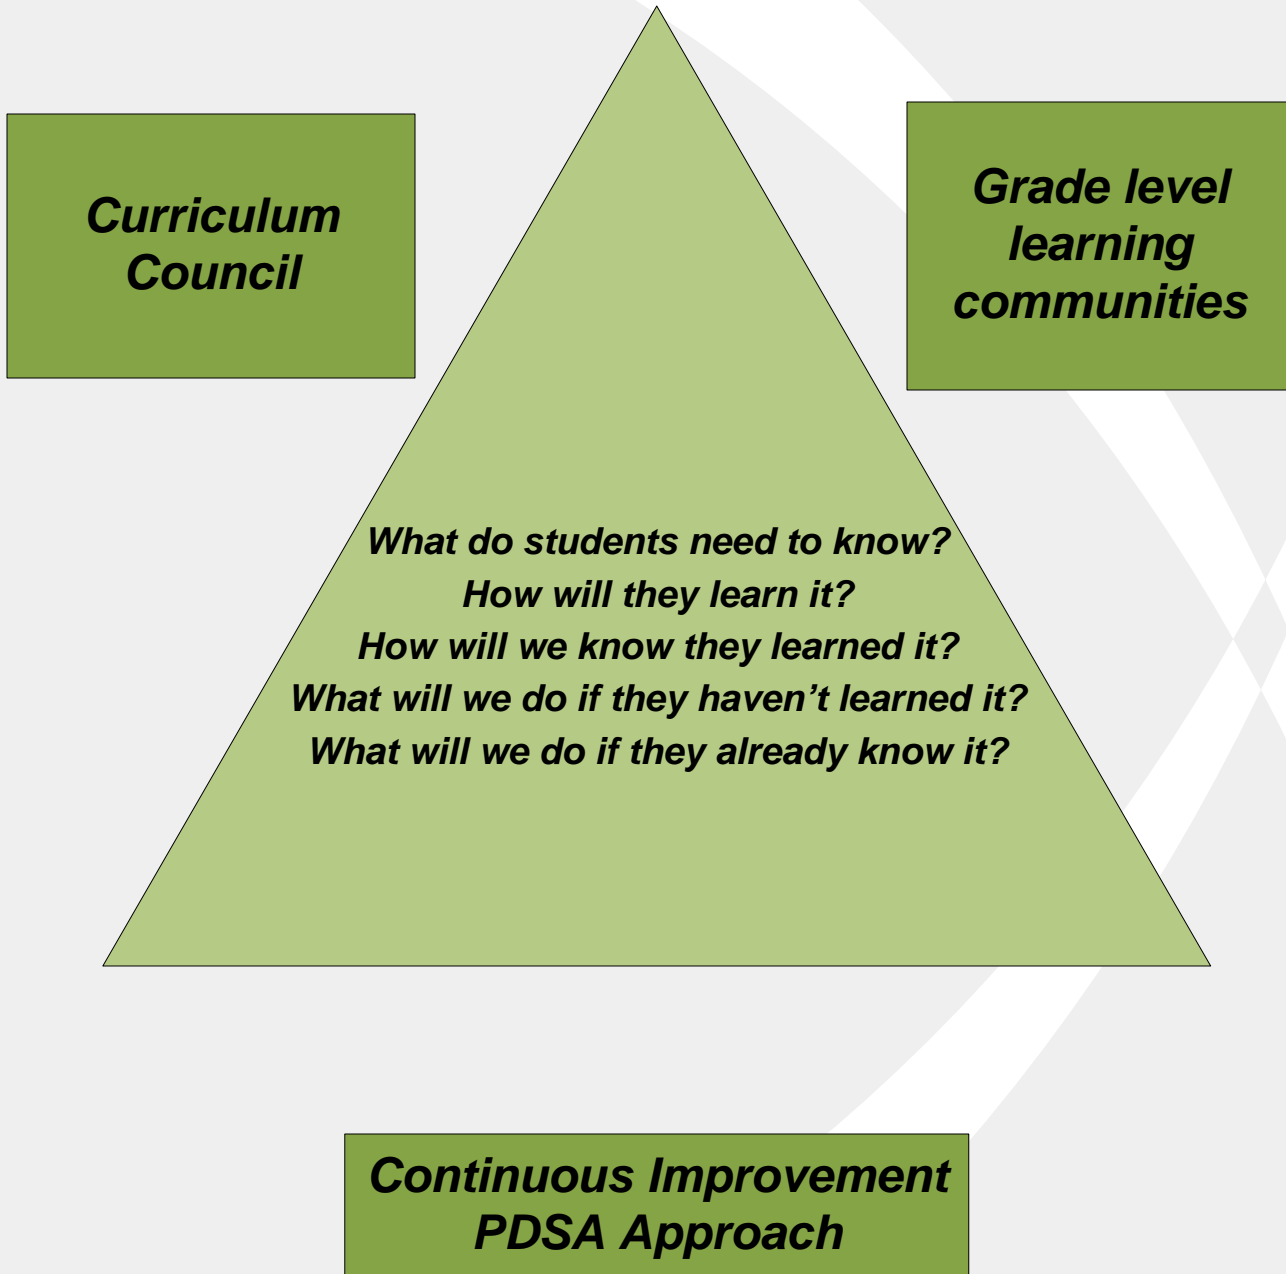 Curriculum
Council
Grade level
learning
communities
What do students need to know?
How will they learn it?
How will we know they learned it?
What will we do if they haven’t learned it?
What will we do if they already know it?
Continuous Improvement
PDSA Approach